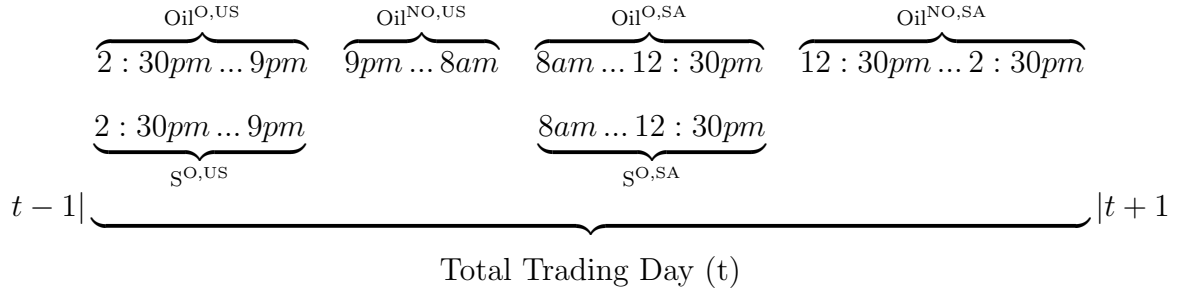 Oil^O,US Oil^NO,US Oil^O,SA Oil^NO,SA
2 : 30pm ... 9pm 9pm ... 8am 8am ... 12 : 30pm 12 : 30pm ... 2 : 30pm
2 : 30pm ... 9pm 8am ... 12 : 30pm
S^O,US S^O,SA
t − 1| |t + 1
Total Trading Day (t)